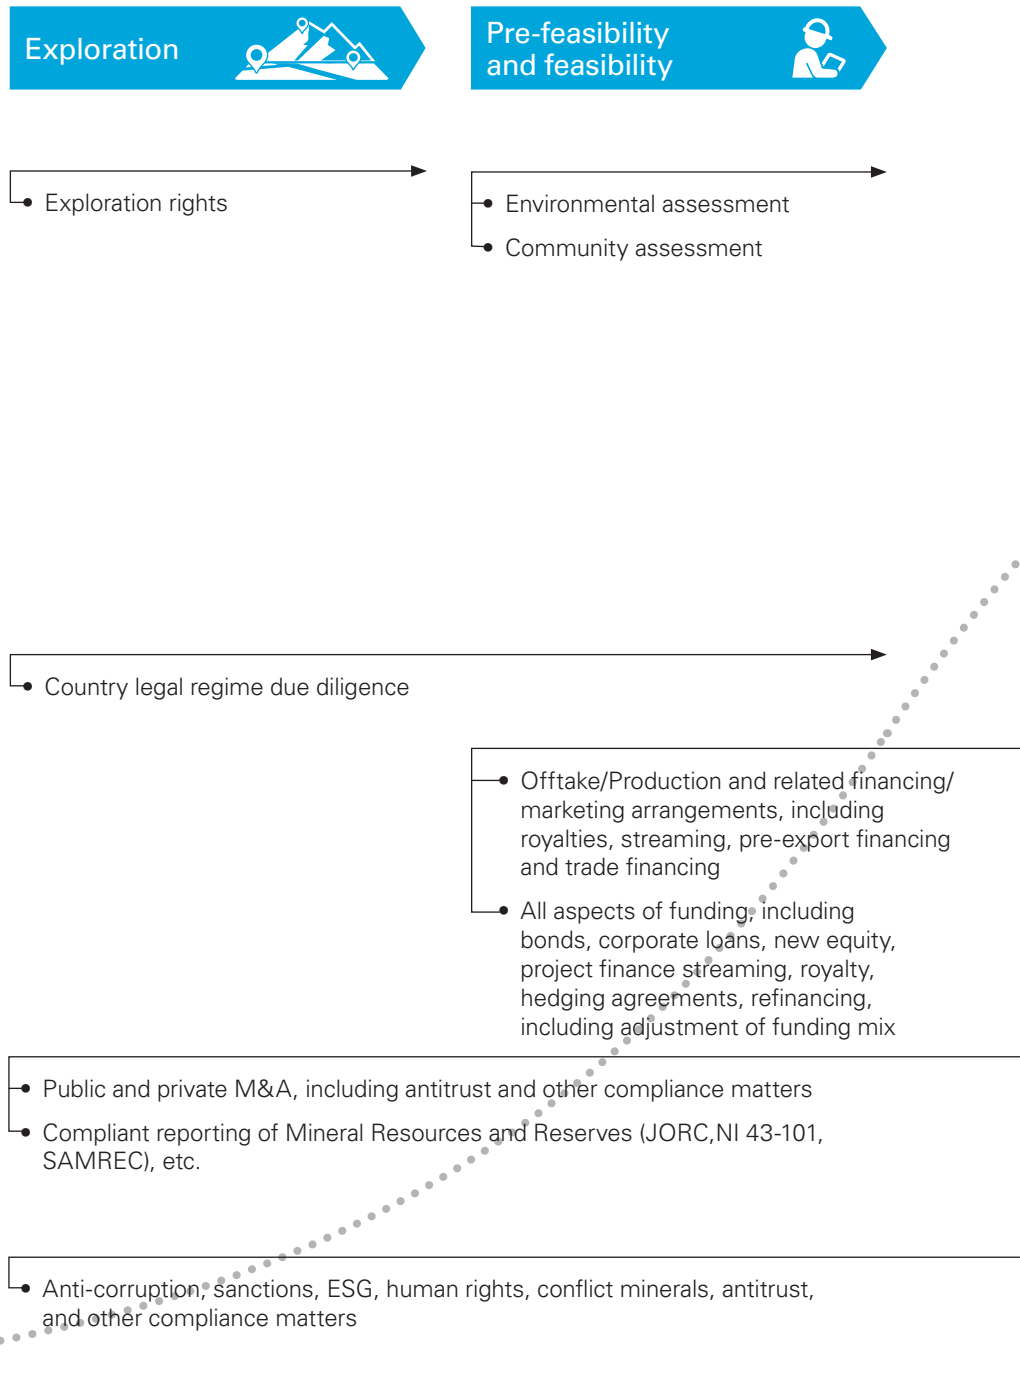 Exploration
Pre-feasibility
and feasibility
Exploration rights
Environmental assessment
Community assessment
Country legal regime due diligence
Offtake/Production and related financing/
marketing arrangements, including
royalties, streaming, pre-export financing
and trade financing
All aspects of funding, including
bonds, corporate loans, new equity,
project finance streaming, royalty,
hedging agreements, refinancing,
including adjustment of funding mix
Public and private M&A, including antitrust and other compliance matters
Compliant reporting of Mineral Resources and Reserves (JORC,NI 43-101,
SAMREC), etc.
Anti-corruption, sanctions, ESG, human rights, conflict minerals, antitrust,
and other compliance matters